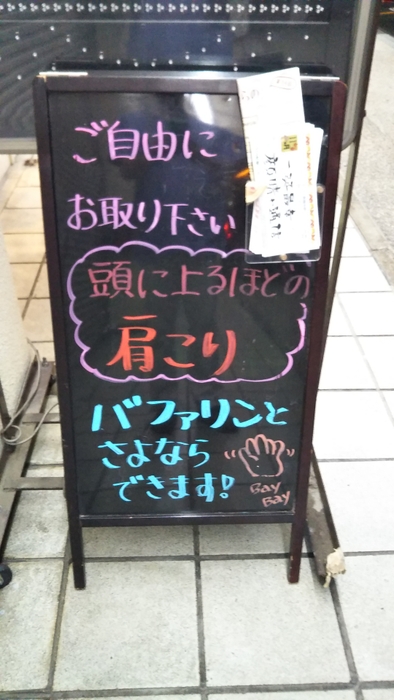 ご自由に
お取り下さい
頭に上るほどの
肩こり
バファリンと
さよなら
できます!
Bay
Bay